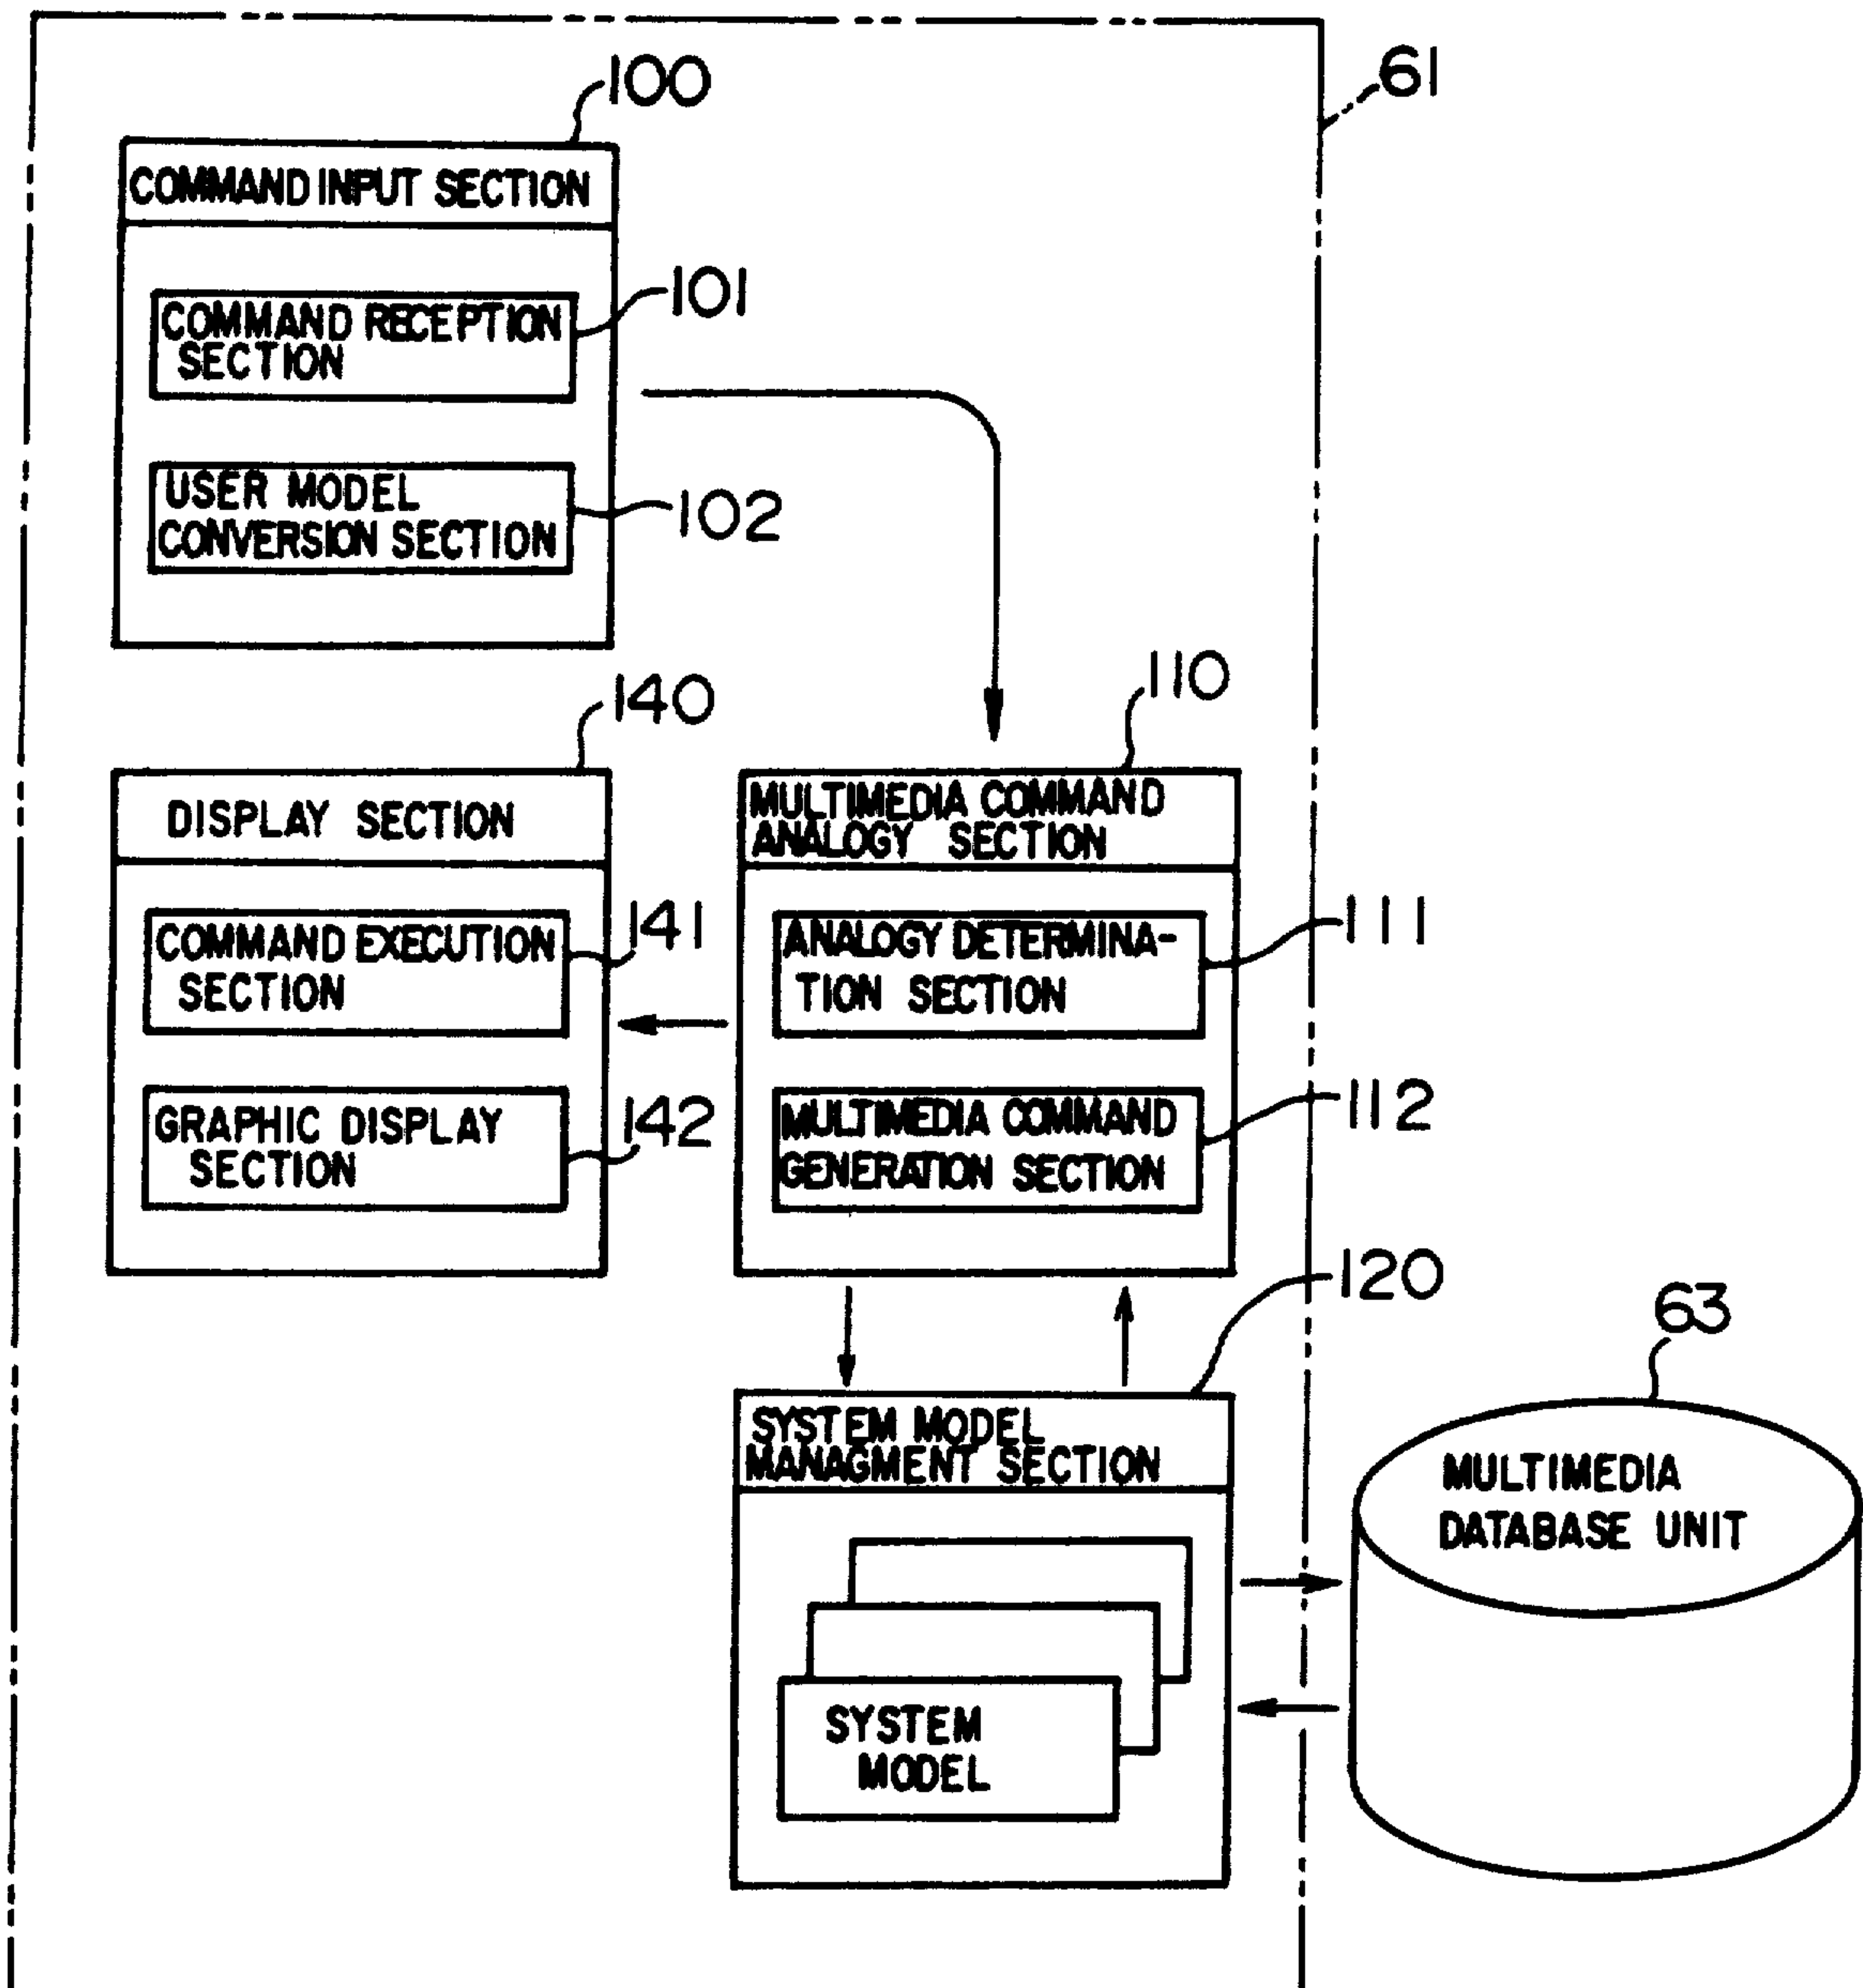 61
100
COMMAND INPUT SECTION
101
COMMAND RECEPTION
SECTION
102
USER MODEL
CONVERSION SECTION
140
DISPLAY SECTION
141
COMMAND EXECUTION
SECTION
142
GRAPHIC DISPLAY
SECTION
110
MULTIMEDIA COMMAND
ANALOGY SECTION
111
ANALOGY DETERMINA-
TION SECTION
112
MULTIMEDIA COMMAND
GENERATION SECTION
120
SYSTEM MODEL
MANAGMENT SECTION
SYSTEM
MODEL
63
MULTIMEDIA
DATABASE UNIT